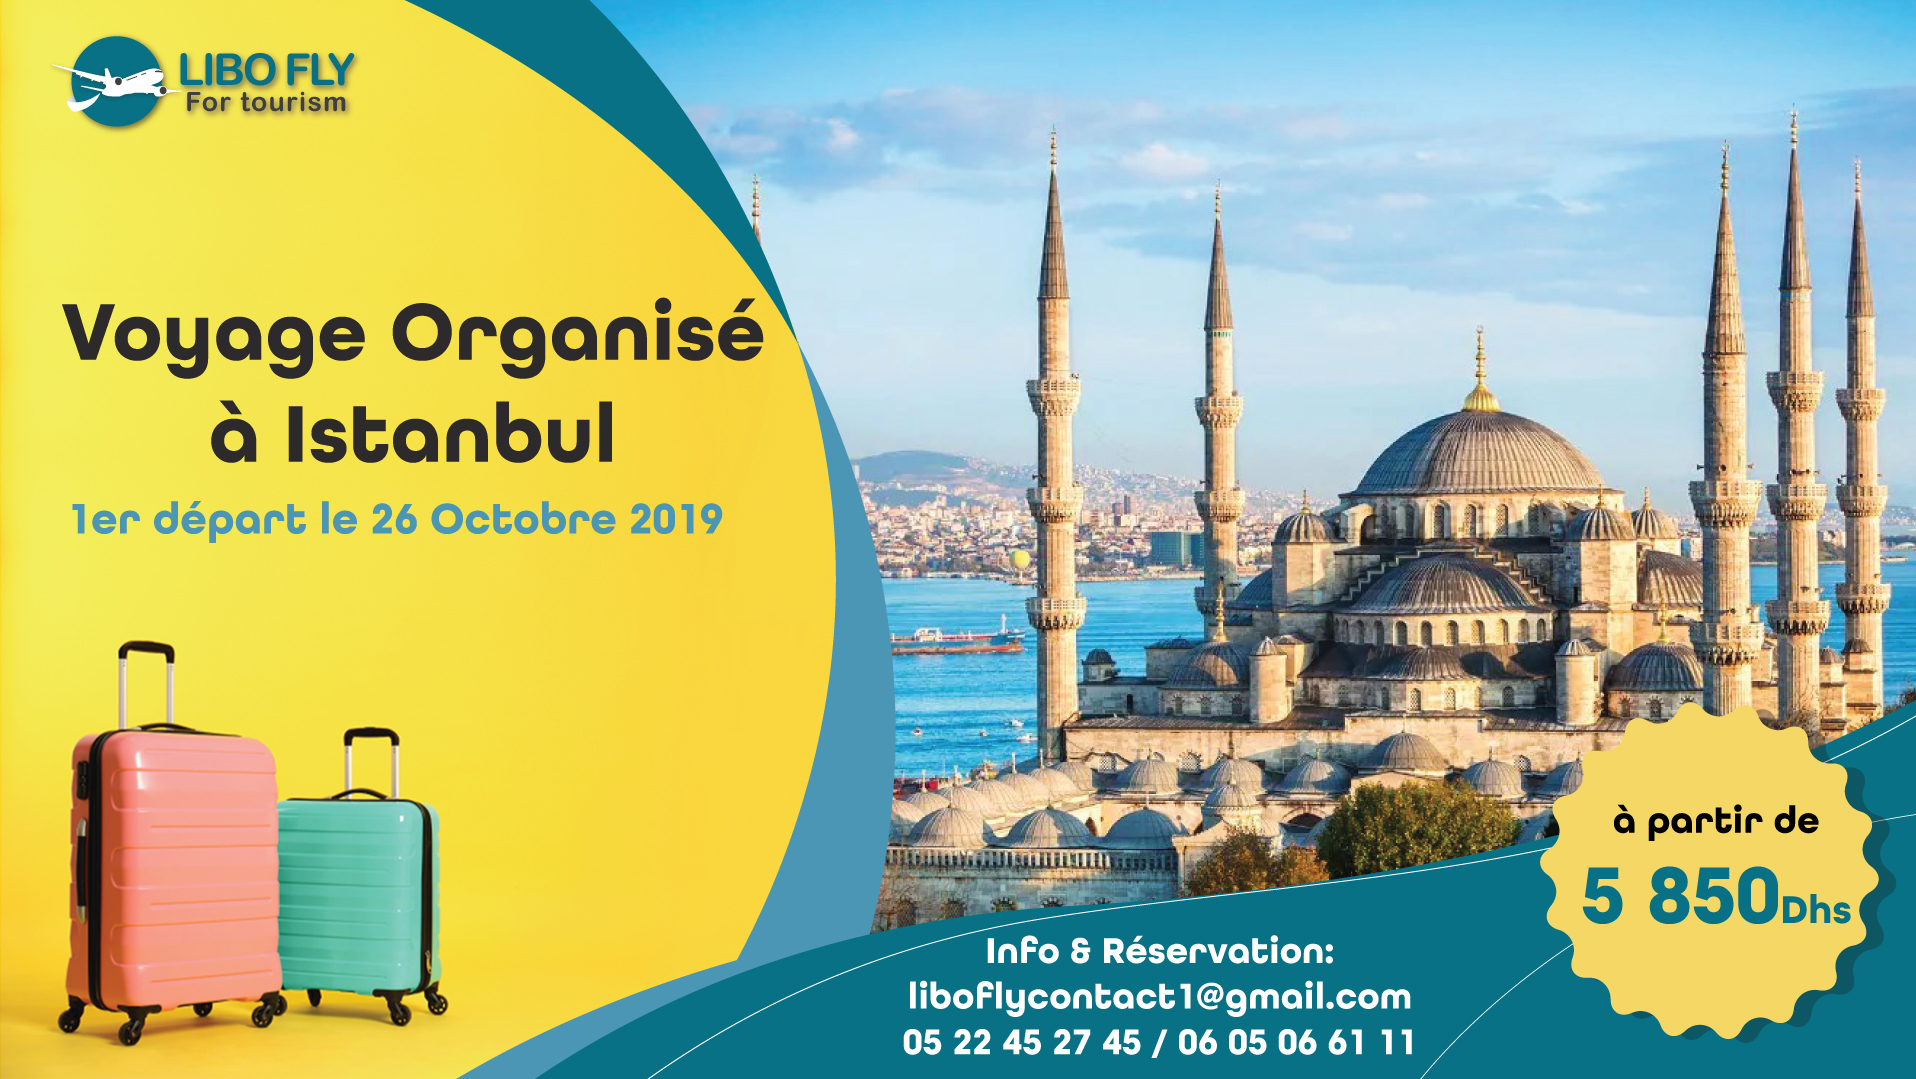 LIBO FLY
For tourism
Voyage Organisé
à Istanbul
1er départ le 26 Octobre 2019
à partir de
5 850Dhs
Info & Réservation:
liboflycontact1@gmail.com
05 22 45 27 45 / 06 05 06 61 11